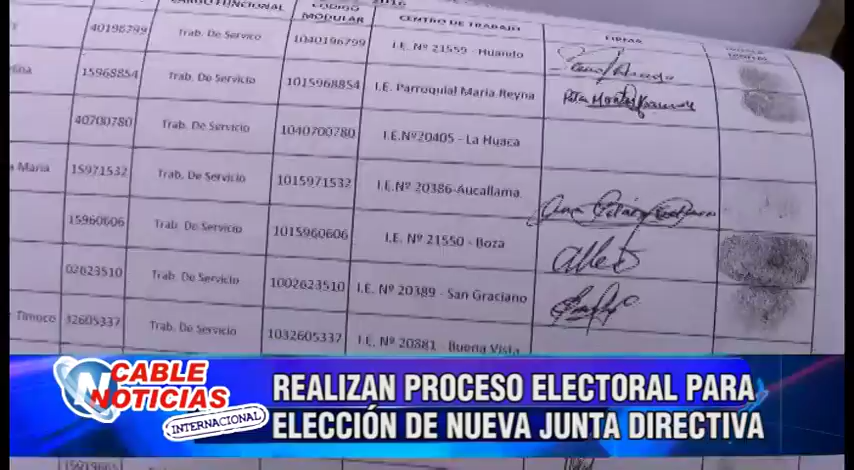 2016
CARGO FUNCIONAL CODIGO MODULAR CENTRO DE TRABAJO FIRMA
40196799 Trab. De Servicio 1040196799 I.E. Nº 21559 - Huando
15968854 Trab. De Servicio 1015968854 I.E. Parroquial Maria Reyna
40700780 Trab. De Servicio 1040700780 I.E.Nº20405 - La Huaca
Maria 15971532 Trab. De Servicio 1015971532 I.E.Nº 20386-Aucallama
15960606 Trab. De Servicio 1015960606 I.E. Nº 21550 - Boza
02623510 Trab. De Servicio 1002623510 I.E. Nº 20389 - San Graciano
Timoco 32605337 Trab. De Servicio 1032605337 I.E. Nº 20881 - Buena Vista
CABLE NOTICIAS
INTERNACIONAL
REALIZAN PROCESO ELECTORAL PARA
ELECCIÓN DE NUEVA JUNTA DIRECTIVA